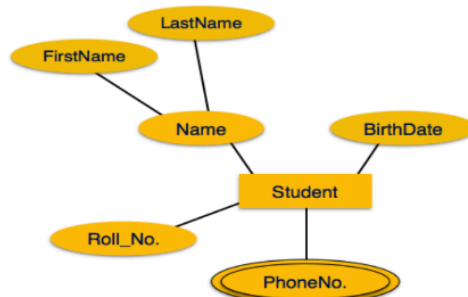 LastName
FirstName
Name
BirthDate
Student
Roll_No.
PhoneNo.